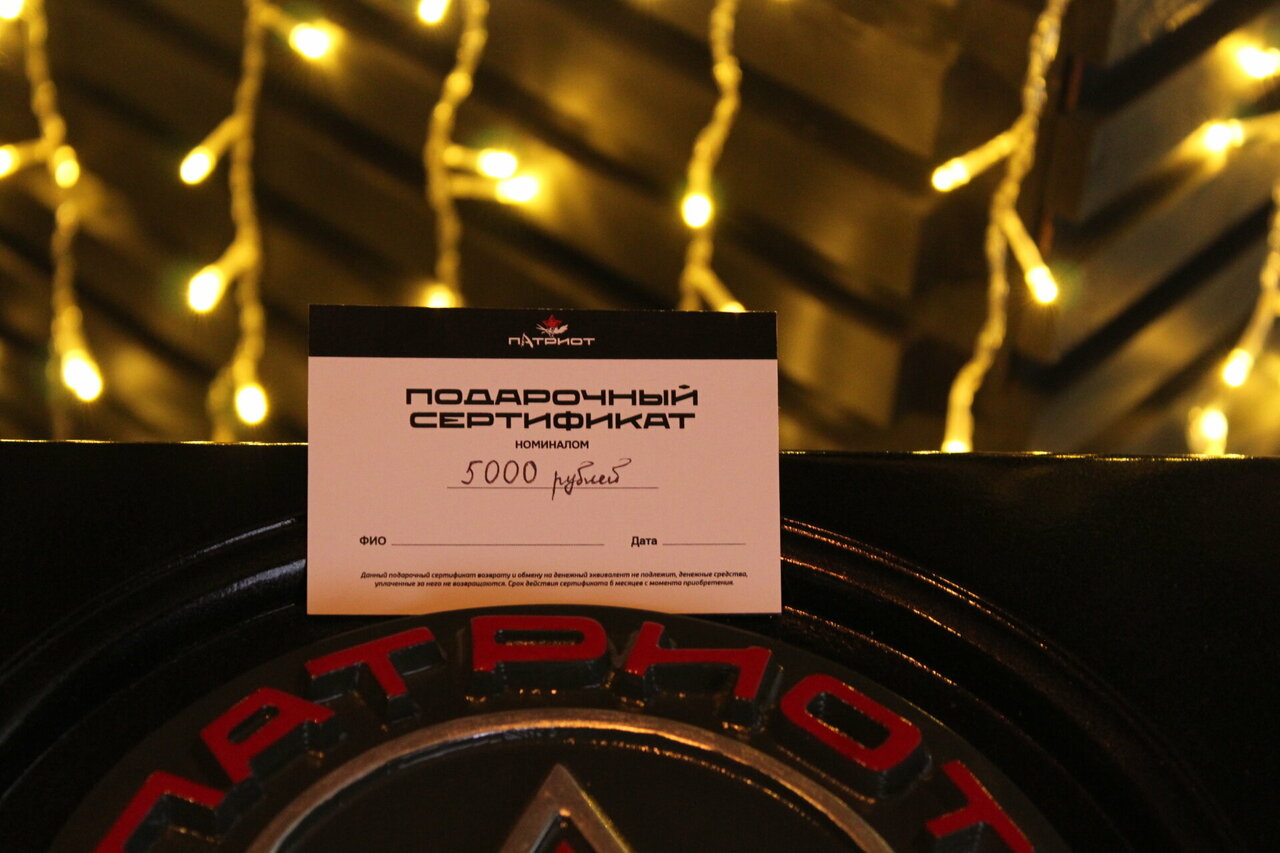 ПАТРИОТ
ПОДАРОЧНЫЙ
СЕРТИФИКАТ
НОМИНАЛОМ
5000 рублей
ФИО Дата
Данный подарочный сертификат возврату и обмену на денежный эквивалент не подлежит, денежные средства,
уплаченные за него не возвращаются. Срок действия сертификата 6 месяцев с момента приобретения.
ПАТРИОТ